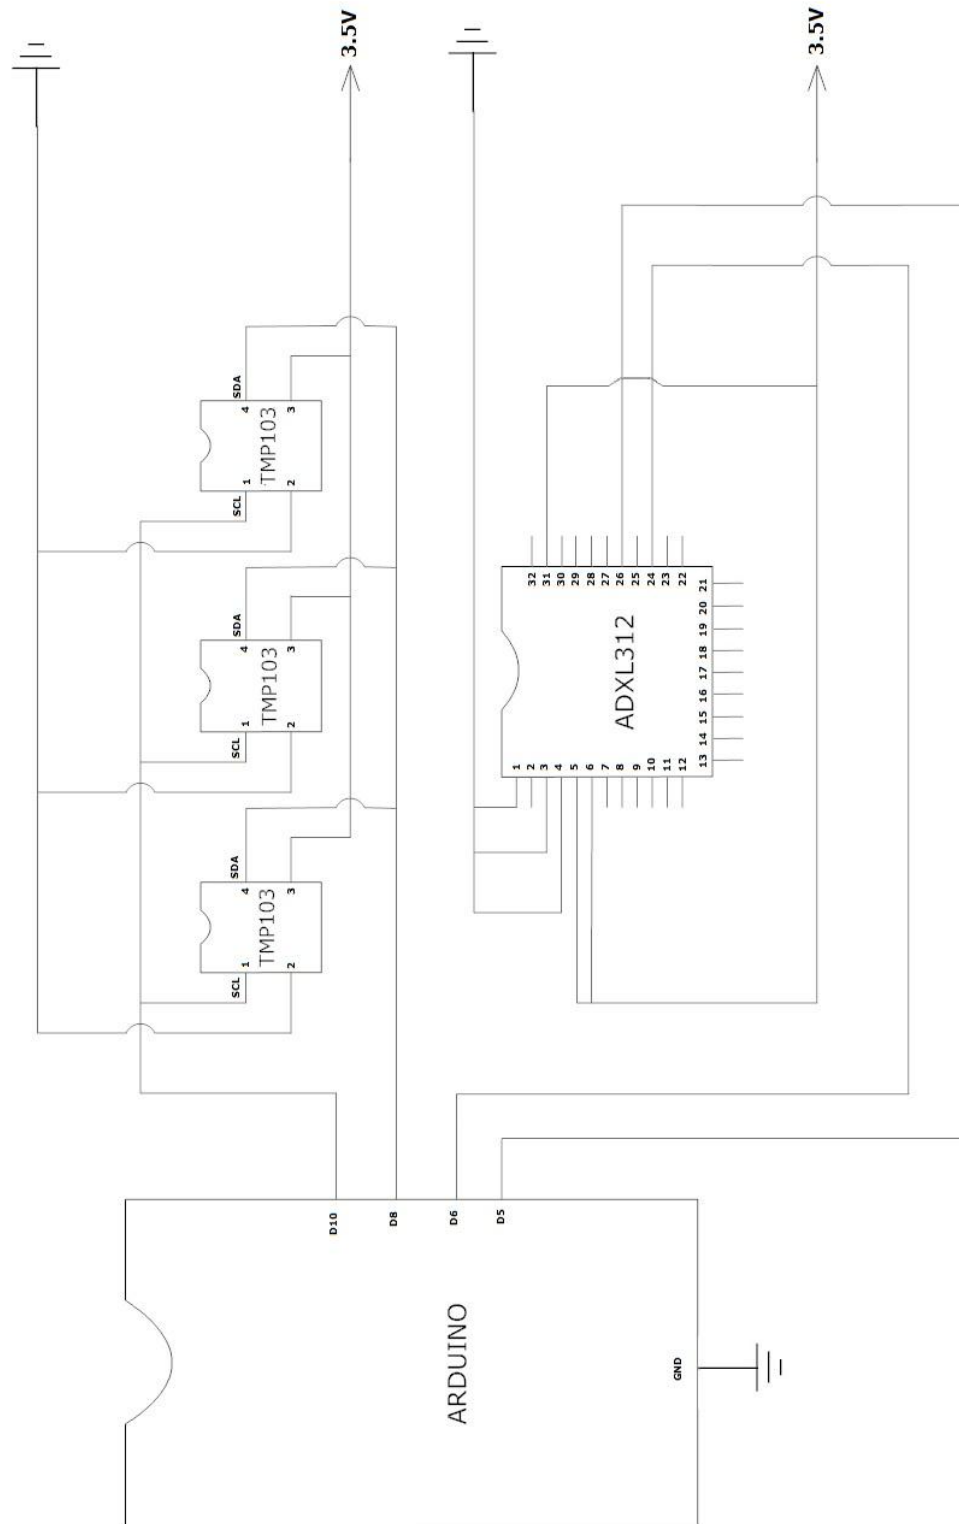 3.5V
3.5V
SDA
4
3
TMP103
1
2
SCL
SDA
4
3
TMP103
1
2
SCL
SDA
4
3
TMP103
1
2
SCL
32
31
30
29
28
27
26
25
24
23
22
21
20
19
18
17
16
15
14
13
ADXL312
1
2
3
4
5
6
7
8
9
10
11
12
D10
D8
D6
D5
ARDUINO
GND